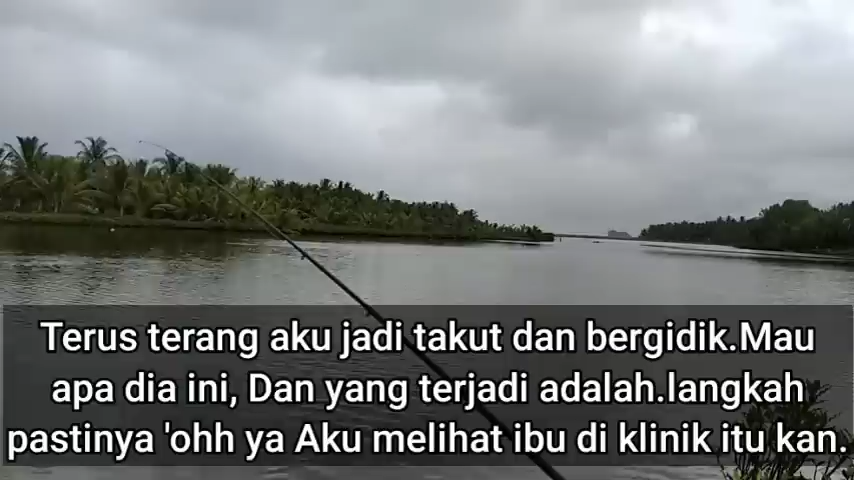 Terus terang aku jadi takut dan bergidik.Mau
apa dia ini, Dan yang terjadi adalah.langkah
pastinya 'ohh ya Aku melihat ibu di klinik itu kan.